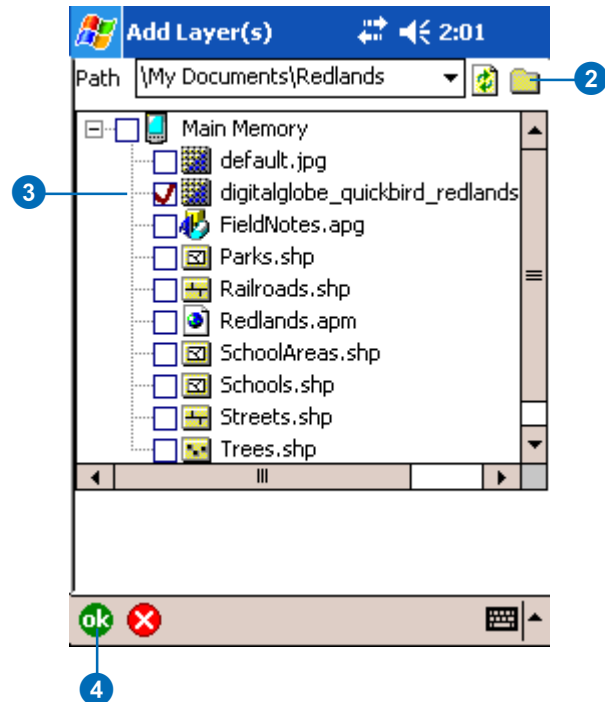 Add Layer(s) 2:01
Path \My Documents\Redlands 2
Main Memory
default.jpg
3 digitalglobe_quickbird_redlands
FieldNotes.apg
Parks.shp
Railroads.shp
Redlands.apm
SchoolAreas.shp
Schools.shp
Streets.shp
Trees.shp
ok
4